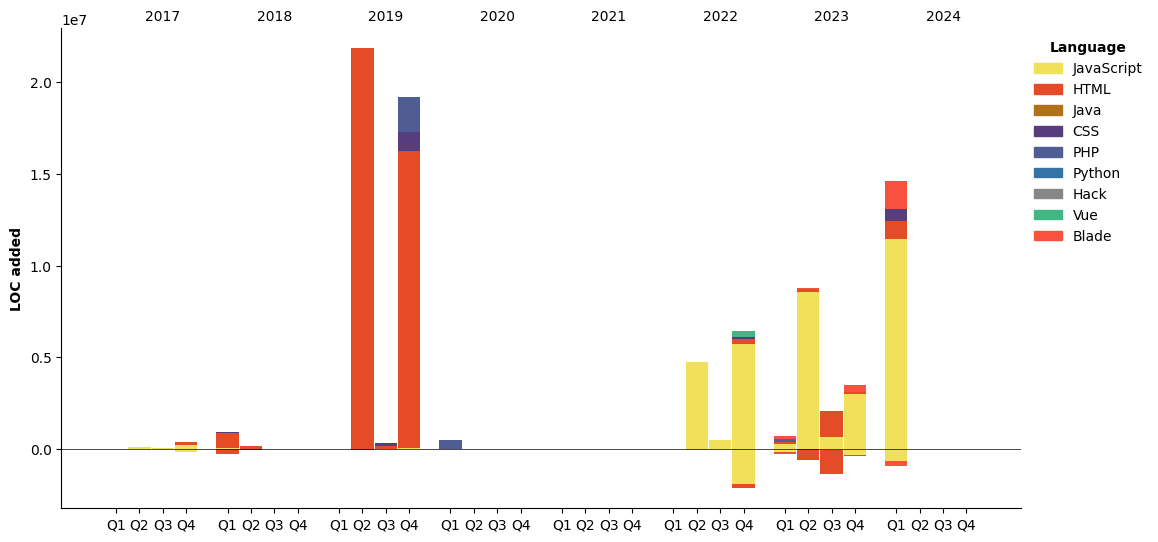 2017 2018 2019 2020 2021 2022 2023 2024
1e7
2.0
1.5
1.0
0.5
0.0
LOC added
Q1 Q2 Q3 Q4 Q1 Q2 Q3 Q4 Q1 Q2 Q3 Q4 Q1 Q2 Q3 Q4 Q1 Q2 Q3 Q4 Q1 Q2 Q3 Q4 Q1 Q2 Q3 Q4 Q1 Q2 Q3 Q4
Language
JavaScript
HTML
Java
CSS
PHP
Python
Hack
Vue
Blade